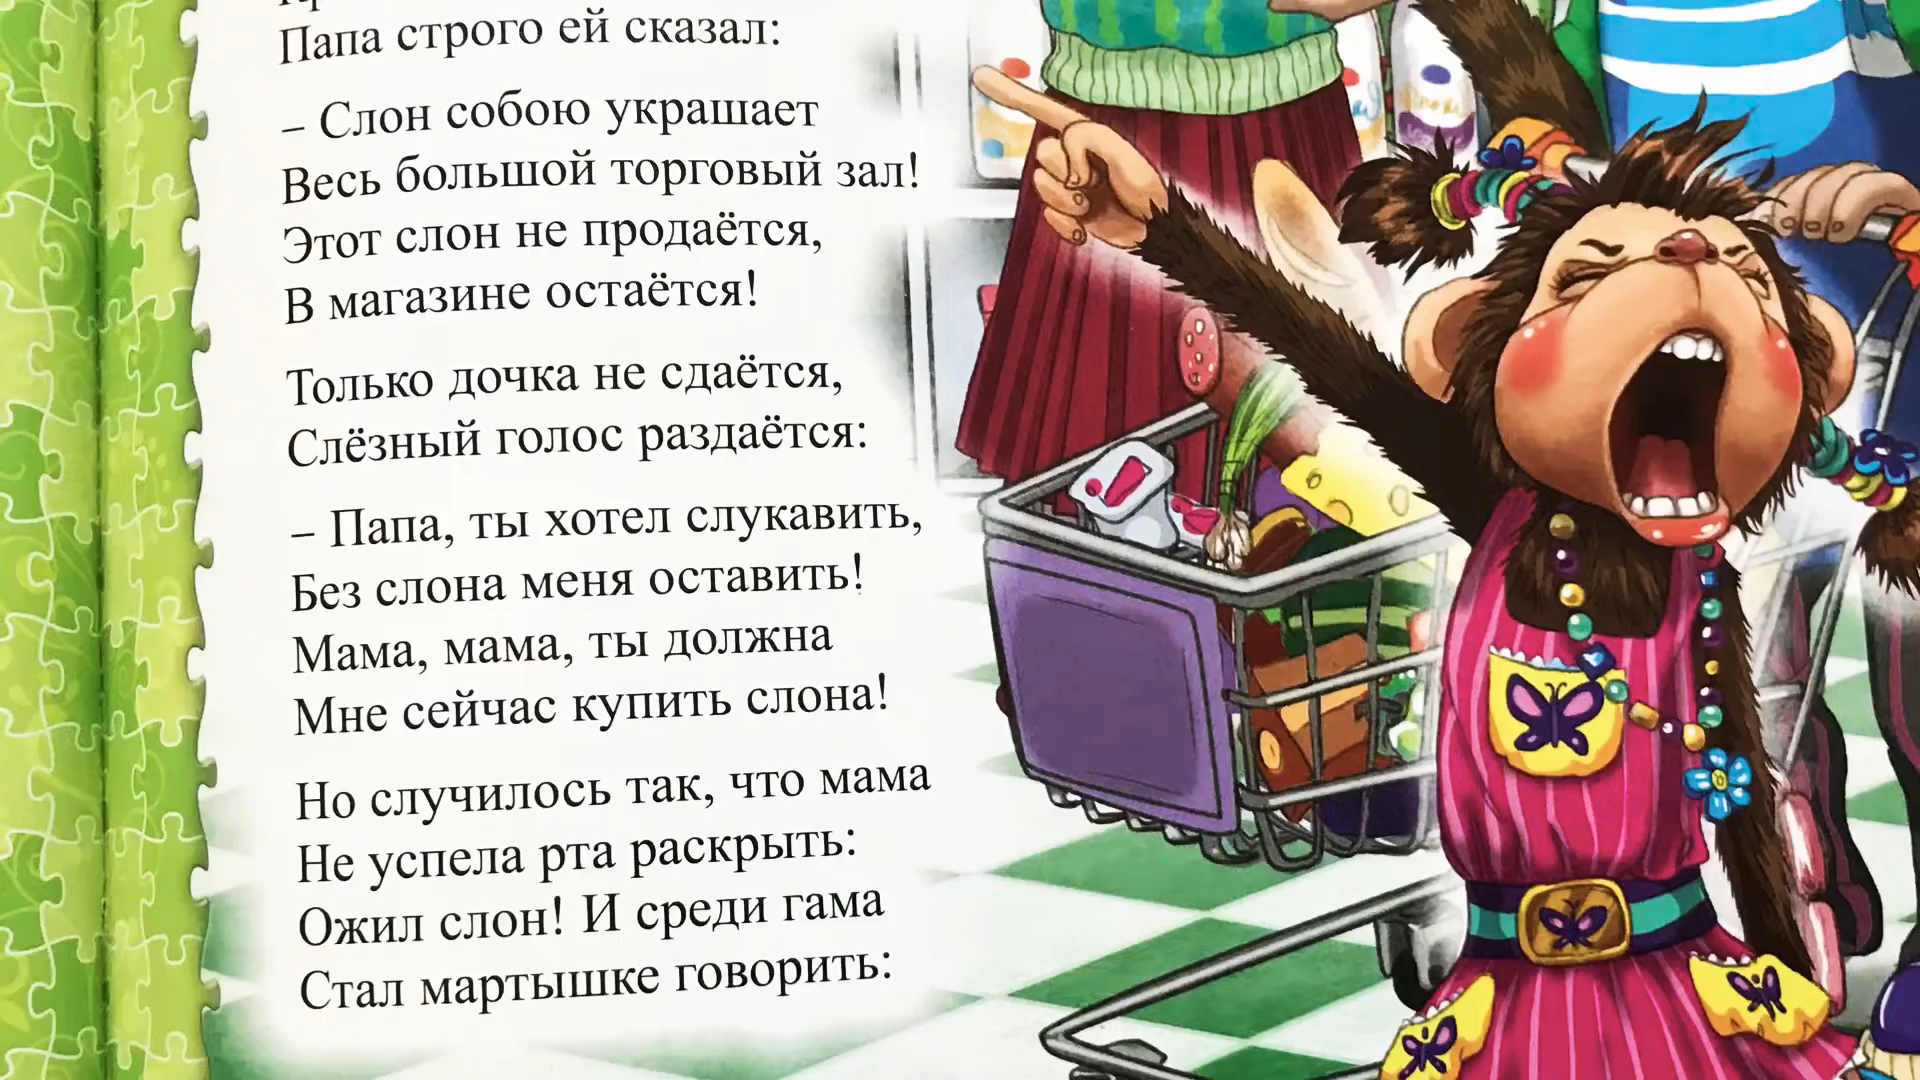 Папа строго ей сказал:
– Слон собою украшает
Весь большой торговый зал!
Этот слон не продаётся,
В магазине остаётся!
Только дочка не сдаётся,
Слёзный голос раздаётся:
– Папа, ты хотел слукавить,
Без слона меня оставить!
Мама, мама, ты должна
Мне сейчас купить слона!
Но случилось так, что мама
Не успела рта раскрыть:
Ожил слон! И среди гама
Стал мартышке говорить: